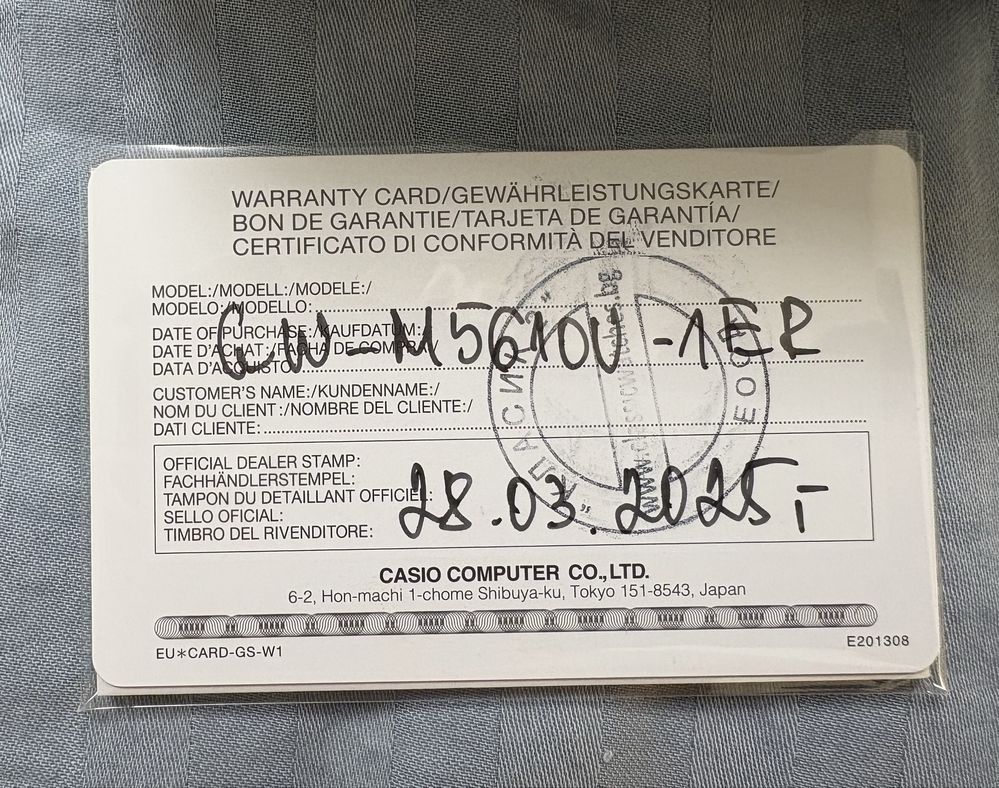 WARRANTY CARD/GEWÄHRLEISTUNGSKARTE/
BON DE GARANTIE/TARJETA DE GARANTÍA/
CERTIFICATO DI CONFORMITÀ DEL VENDITORE
MODEL:/MODELL:/MODELE:/
MODELO:/MODELLO:
GW-M5610U-1ER
DATE OF PURCHASE:/KAUFDATUM:/
DATE D'ACHAT:/FECHA DE COMPRA:/
DATA D'ACQUISTO:
CUSTOMER'S NAME:/KUNDENNAME:/
NOM DU CLIENT:/NOMBRE DEL CLIENTE:/
DATI CLIENTE:
OFFICIAL DEALER STAMP:
FACHHÄNDLERSTEMPEL:
TAMPON DU DETAILLANT OFFICIEL:
SELLO OFICIAL:
TIMBRO DEL RIVENDITORE:
28.03.2025
CASIO COMPUTER CO.,LTD.
6-2, Hon-machi 1-chome Shibuya-ku, Tokyo 151-8543, Japan
EU*CARD-GS-W1
E201308